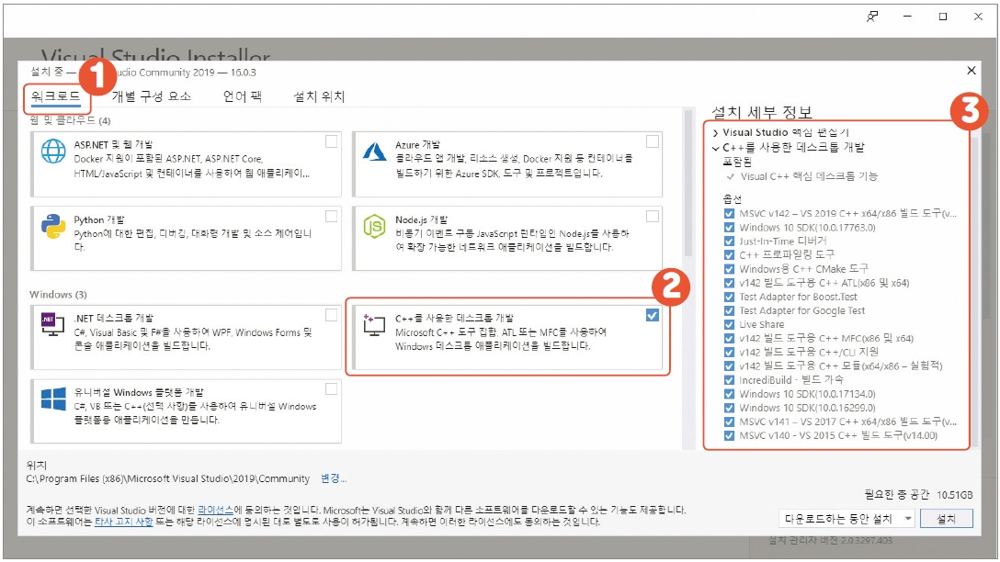 Visual Studio Installer
설치 중 — udio Community 2019 — 16.0.3
1
워크로드 개별 구성 요소 언어 팩 설치 위치
웹 및 클라우드 (4)
ASP.NET 및 웹 개발
Docker 지원이 포함된 ASP.NET, ASP.NET Core,
HTML/JavaScript 및 컨테이너를 사용하여 웹 애플리케이...
Azure 개발
클라우드 앱 개발, 리소스 생성, Docker 지원 등 컨테이너를
빌드하기 위한 Azure SDK, 도구 및 프로젝트입니다.
Python 개발
Python에 대한 편집, 디버깅, 대화형 개발 및 소스 제어입니
다.
Node.js 개발
비동기 이벤트 구동 JavaScript 런타임인 Node.js를 사용하
여 확장 가능한 네트워크 애플리케이션을 빌드합니다.
Windows (3)
.NET 데스크톱 개발
C#, Visual Basic 및 F#을 사용하여 WPF, Windows Forms 및
콘솔 애플리케이션을 빌드합니다.
2
C++를 사용한 데스크톱 개발
Microsoft C++ 도구 집합, ATL 또는 MFC를 사용하여
Windows 데스크톱 애플리케이션을 빌드합니다.
유니버설 Windows 플랫폼 개발
C#, VB 또는 C++(선택 사항)를 사용하여 유니버설 Windows
플랫폼용 애플리케이션을 만듭니다.
설치 세부 정보
3
Visual Studio 핵심 편집기
C++를 사용한 데스크톱 개발
포함됨
Visual C++ 핵심 데스크톱 기능
옵션
MSVC v142 – VS 2019 C++ x64/x86 빌드 도구(v...
Windows 10 SDK(10.0.17763.0)
Just-In-Time 디버거
C++ 프로파일링 도구
Windows용 C++ CMake 도구
v142 빌드 도구용 C++ ATL(x86 및 x64)
Test Adapter for Boost.Test
Test Adapter for Google Test
Live Share
v142 빌드 도구용 C++ MFC(x86 및 x64)
v142 빌드 도구용 C++/CLI 지원
v142 빌드 도구용 C++ 모듈(x64/x86 – 실험적)
IncrediBuild - 빌드 가속
Windows 10 SDK(10.0.17134.0)
Windows 10 SDK(10.0.16299.0)
MSVC v141 – VS 2017 C++ x64/x86 빌드 도구(v...
MSVC v140 - VS 2015 C++ 빌드 도구(v14.00)
위치
C:\Program Files (x86)\Microsoft Visual Studio\2019\Community 변경...
계속하면 선택한 Visual Studio 버전에 대한 라이선스에 동의하는 것입니다. Microsoft는 Visual Studio와 함께 다른 소프트웨어를 다운로드할 수 있는 기능도 제공합니다.
이 소프트웨어는 타사 고지 사항 또는 해당 라이선스에 명시된 대로 별도로 사용이 허가됩니다. 계속하면 이러한 라이선스에도 동의하는 것입니다.
필요한 총 공간 10.51GB
다운로드하는 동안 설치 설치
설치 관리자 버전 2.0.3297.403